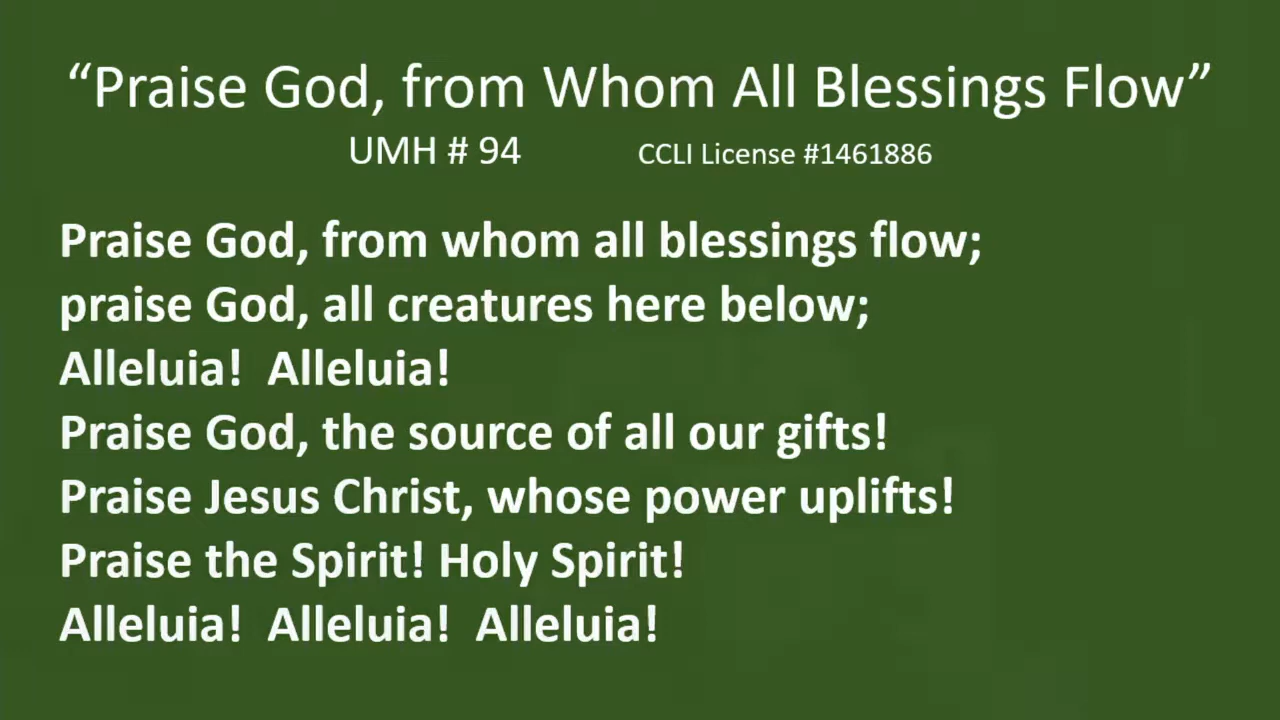 “Praise God, from Whom All Blessings Flow”
UMH # 94 CCLI License #1461886
Praise God, from whom all blessings flow;
praise God, all creatures here below;
Alleluia! Alleluia!
Praise God, the source of all our gifts!
Praise Jesus Christ, whose power uplifts!
Praise the Spirit! Holy Spirit!
Alleluia! Alleluia! Alleluia!